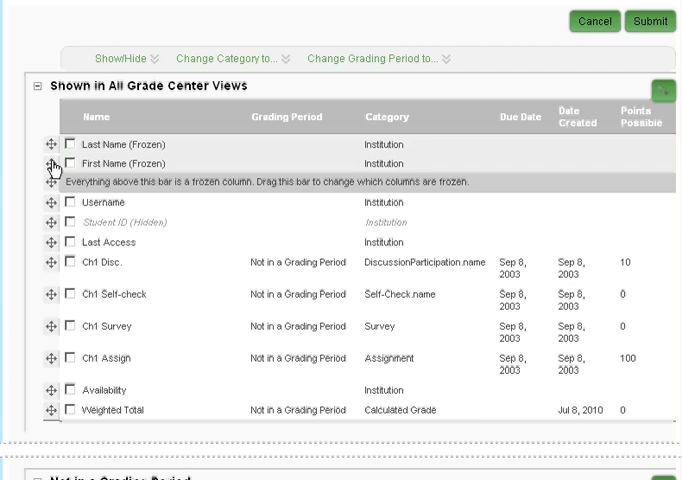 Cancel Submit
Show/Hide Change Category to... Change Grading Period to...
Shown in All Grade Center Views
Name Grading Period Category Due Date Date Created Points Possible
Last Name (Frozen) Institution
First Name (Frozen) Institution
Everything above this bar is a frozen column. Drag this bar to change which columns are frozen.
Username Institution
Student ID (Hidden) Institution
Last Access Institution
Ch1 Disc. Not in a Grading Period DiscussionParticipation.name Sep 8, 2003 Sep 8, 2003 10
Ch1 Self-check Not in a Grading Period Self-Check.name Sep 8, 2003 Sep 8, 2003 0
Ch1 Survey Not in a Grading Period Survey Sep 8, 2003 Sep 8, 2003 0
Ch1 Assign Not in a Grading Period Assignment Sep 8, 2003 Sep 8, 2003 100
Availability Institution
Weighted Total Not in a Grading Period Calculated Grade Jul 8, 2010 0
Not in a Grading Period